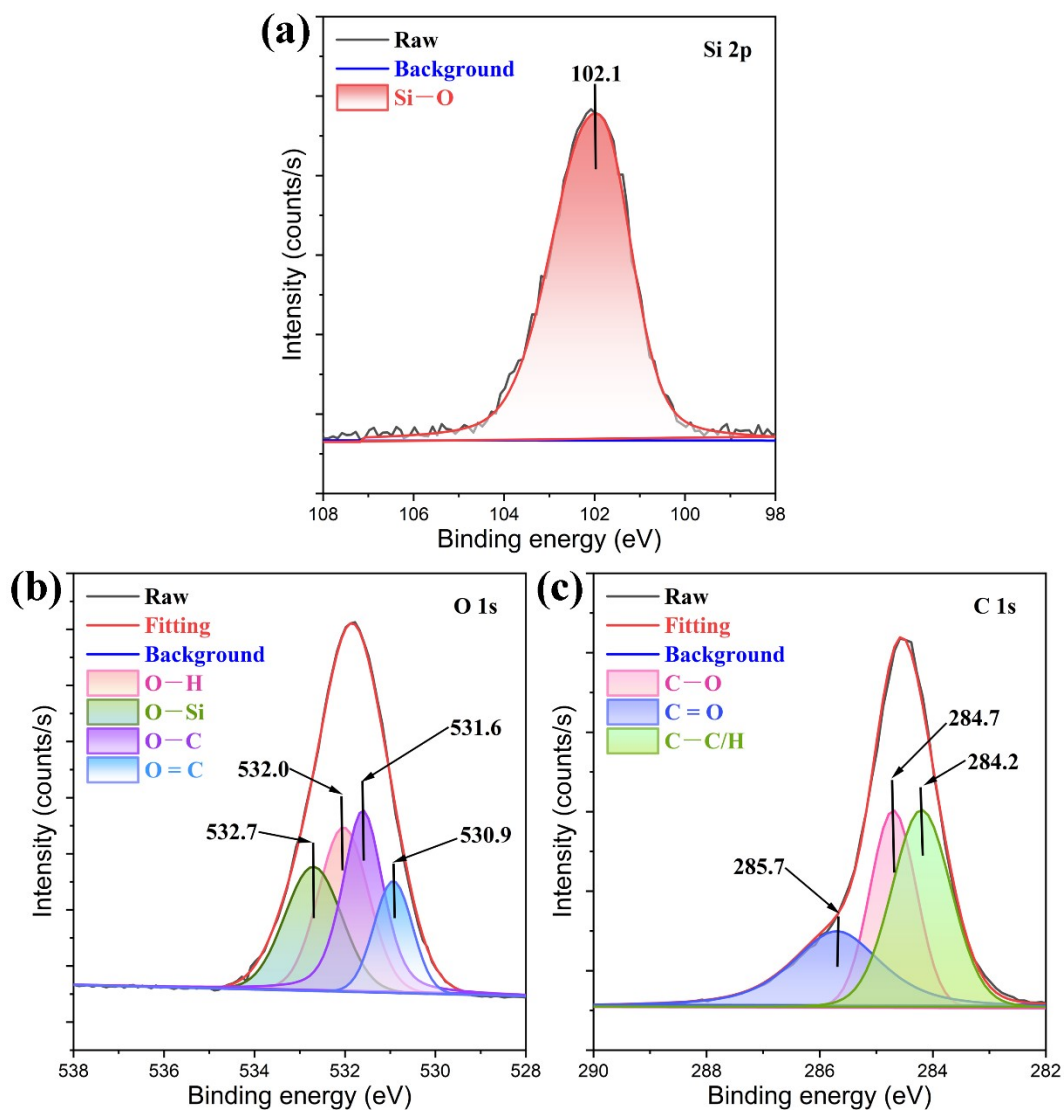 (a)
Raw
Background
Si—O
Si 2p
102.1
Intensity (counts/s)
108 106 104 102 100 98
Binding energy (eV)
(b)
Raw
Fitting
Background
O—H
O—Si
O—C
O=C
O 1s
531.6
532.0
532.7
530.9
Intensity (counts/s)
538 536 534 532 530 528
Binding energy (eV)
(c)
Raw
Fitting
Background
C—O
C=O
C—C/H
C 1s
284.7
284.2
285.7
Intensity (counts/s)
290 288 286 284 282
Binding energy (eV)